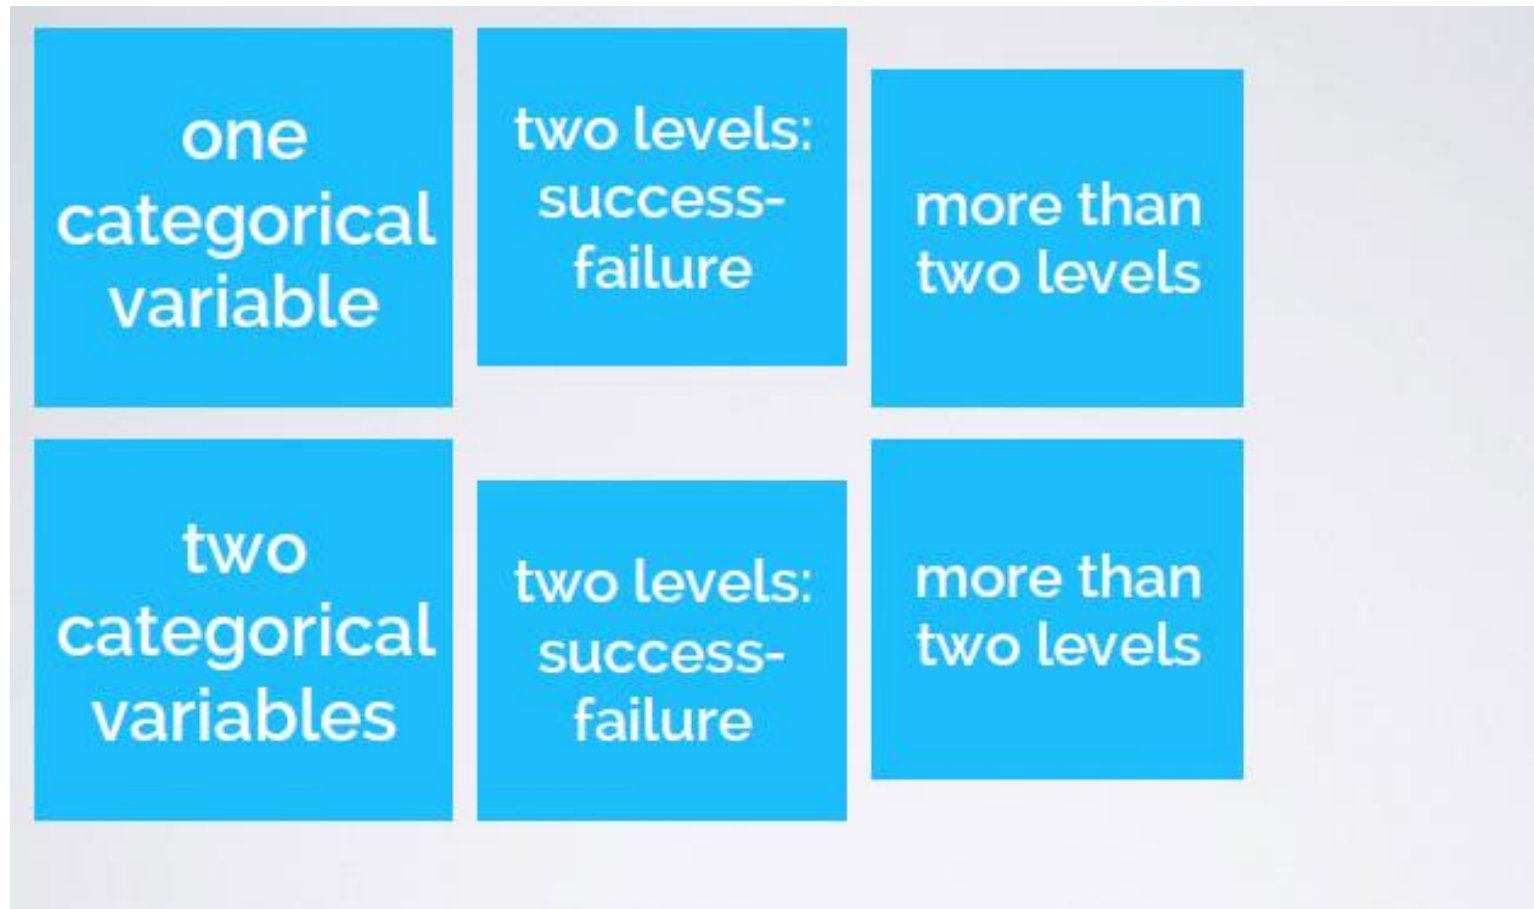 one
categorical
variable
two levels:
success-
failure
more than
two levels
two
categorical
variables
two levels:
success-
failure
more than
two levels